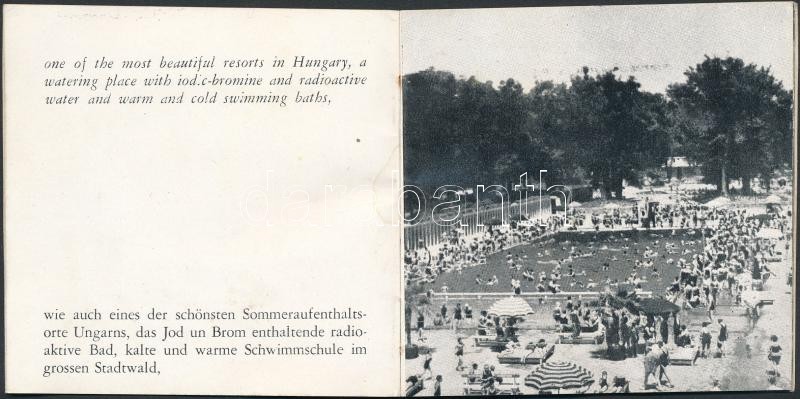 one of the most beautiful resorts in Hungary, a
watering place with iod.c-bromine and radioactive
water and warm and cold swimming baths,
darabanth
wie auch eines der schönsten Sommeraufenthalts-
orte Ungarns, das Jod un Brom enthaltende radio-
aktive Bad, kalte und warme Schwimmschule im
grossen Stadtwald,